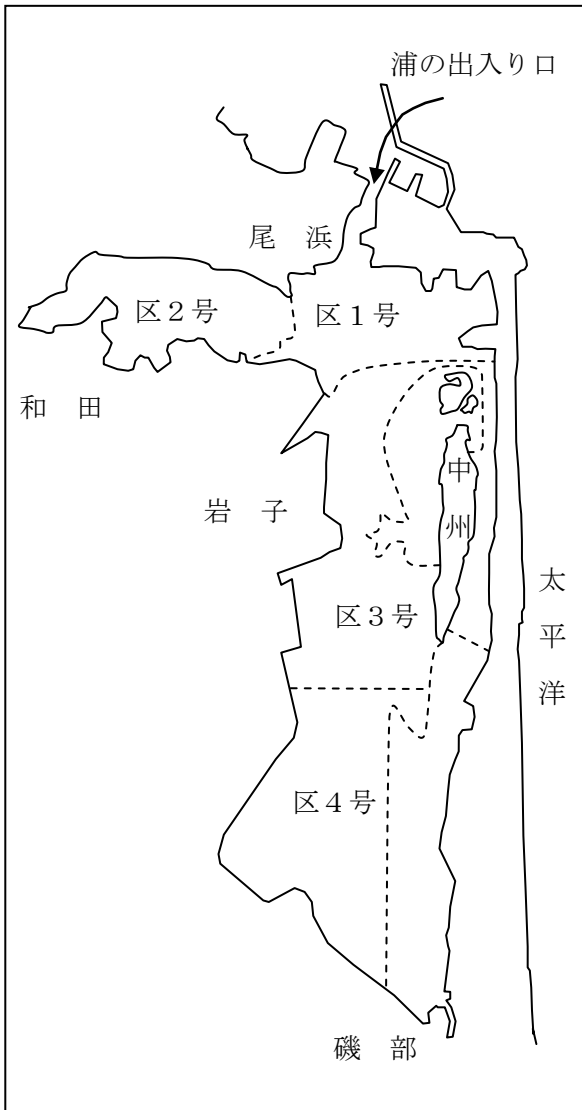 浦の出入り口
尾 浜
区２号
区１号
和 田
中州
岩 子
太平洋
区３号
区４号
磯 部